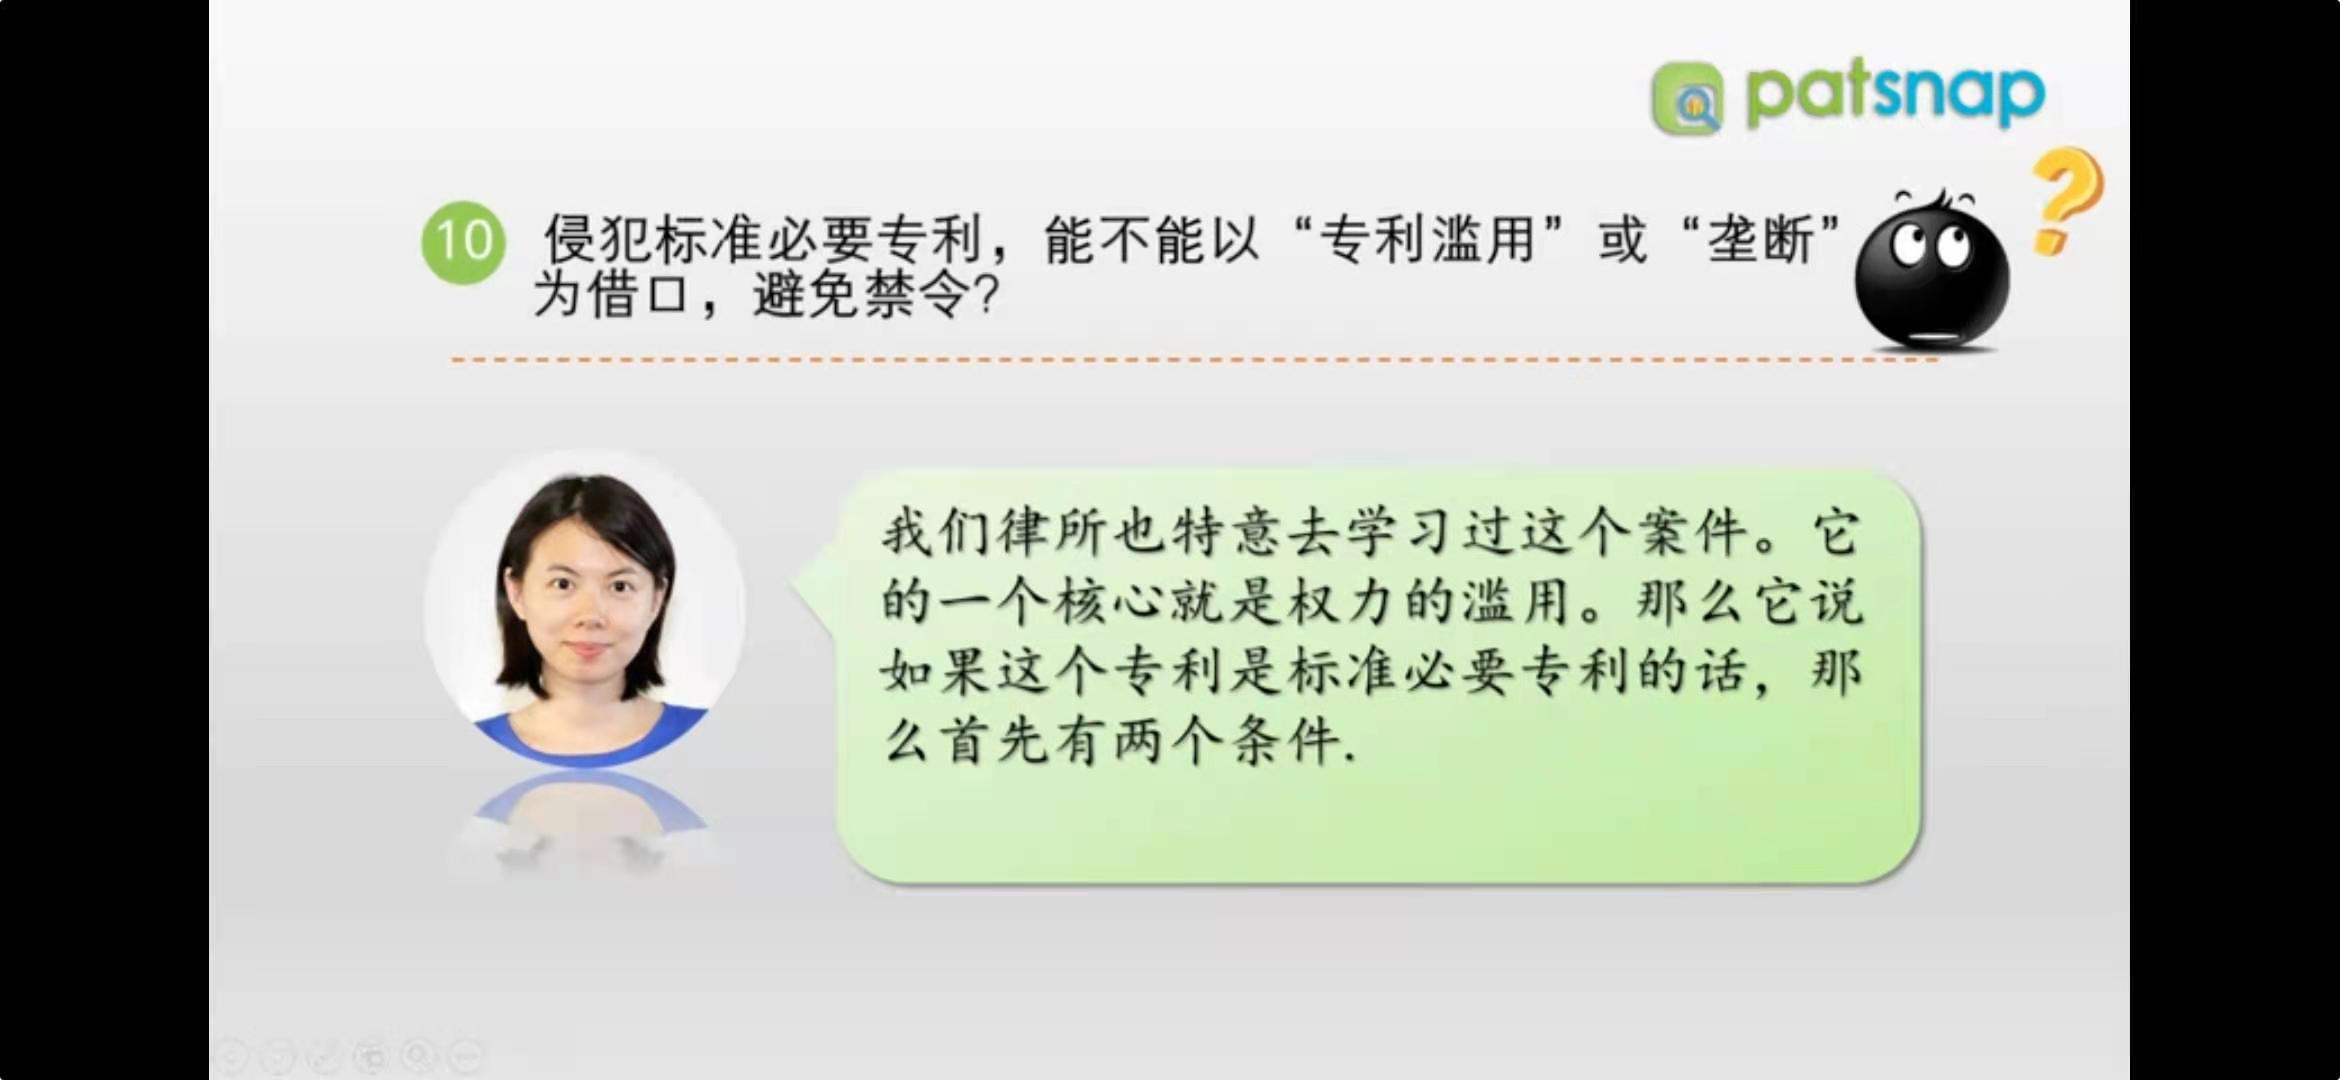 patsnap
10 侵犯标准必要专利，能不能以“专利滥用”或“垄断”
为借口，避免禁令？
我们律所也特意去学习过这个案件。它
的一个核心就是权力的滥用。那么它说
如果这个专利是标准必要专利的话，那
么首先有两个条件.